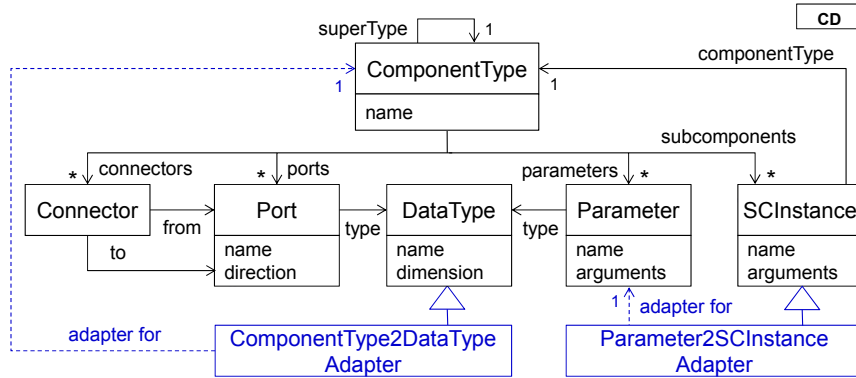 CD
superType
1
ComponentType
name
1
1
componentType
subcomponents
* connectors
* ports
parameters *
*
Connector
from
to
Port
name
direction
type
DataType
name
dimension
type
Parameter
name
arguments
SCInstance
name
arguments
adapter for
1 adapter for
ComponentType2DataType
Adapter
Parameter2SCInstance
Adapter